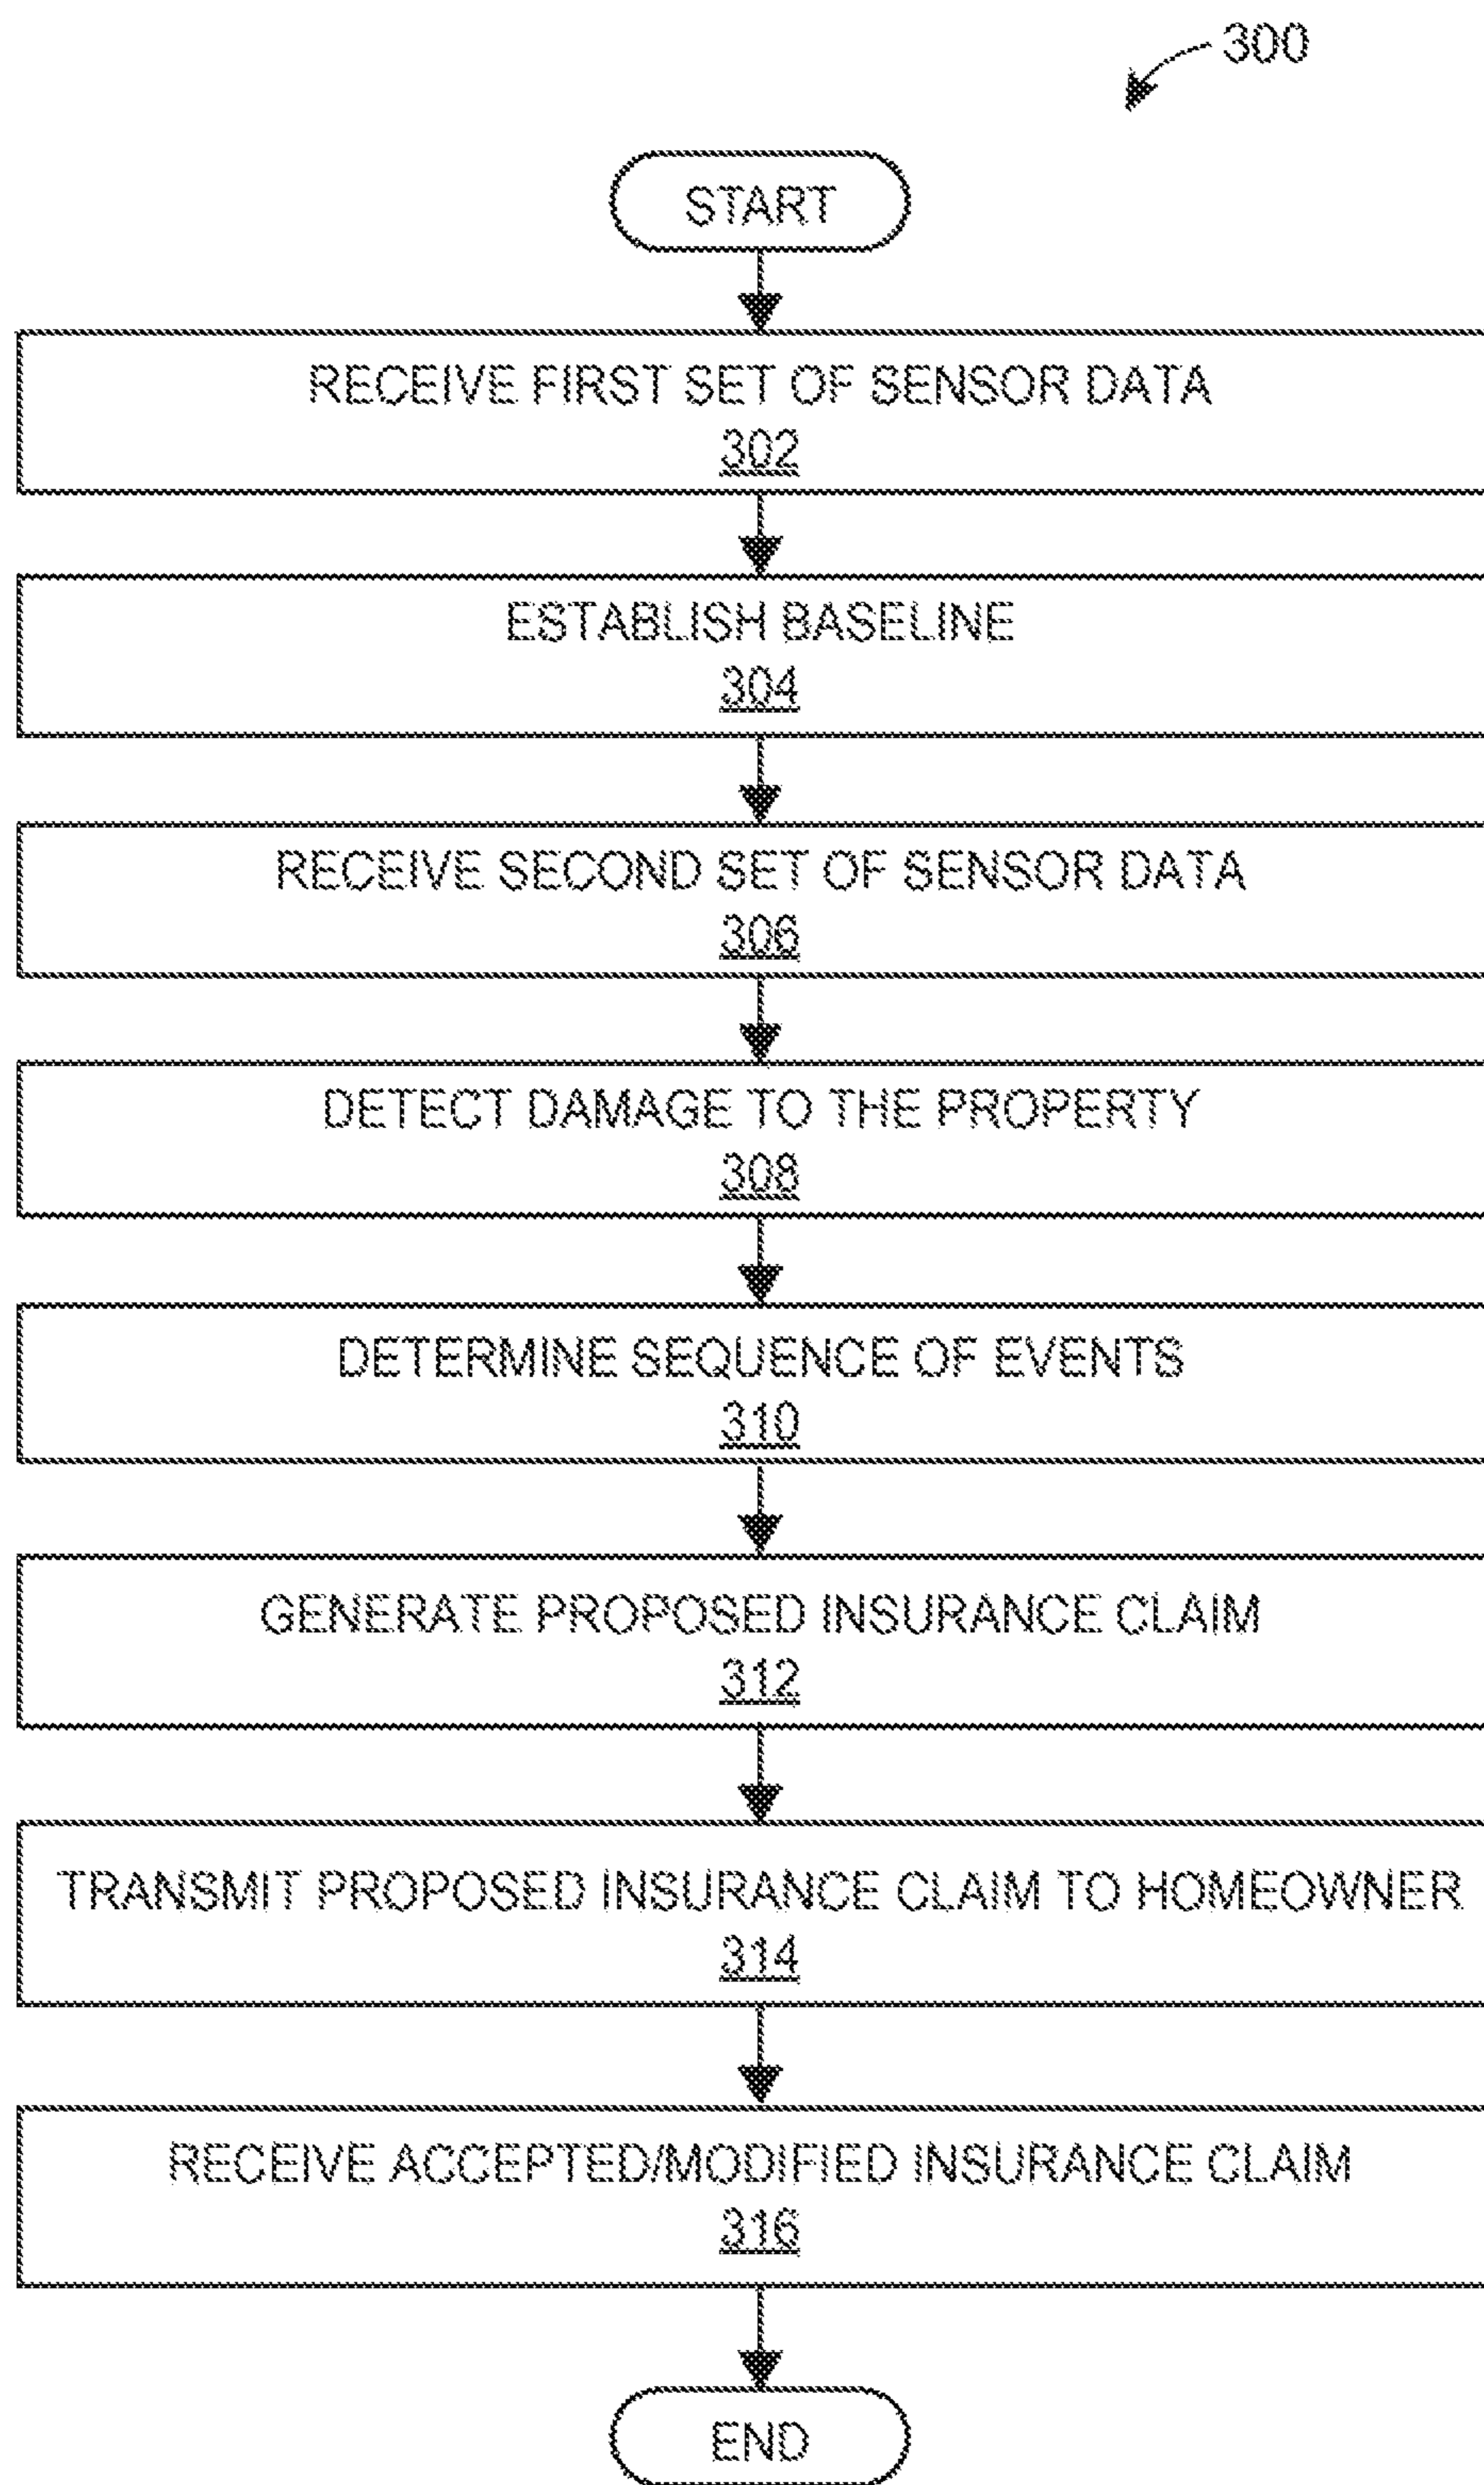 300
START
RECEIVE FIRST SET OF SENSOR DATA
302
ESTABLISH BASELINE
304
RECEIVE SECOND SET OF SENSOR DATA
306
DETECT DAMAGE TO THE PROPERTY
308
DETERMINE SEQUENCE OF EVENTS
310
GENERATE PROPOSED INSURANCE CLAIM
312
TRANSMIT PROPOSED INSURANCE CLAIM TO HOMEOWNER
314
RECEIVE ACCEPTED/MODIFIED INSURANCE CLAIM
316
END